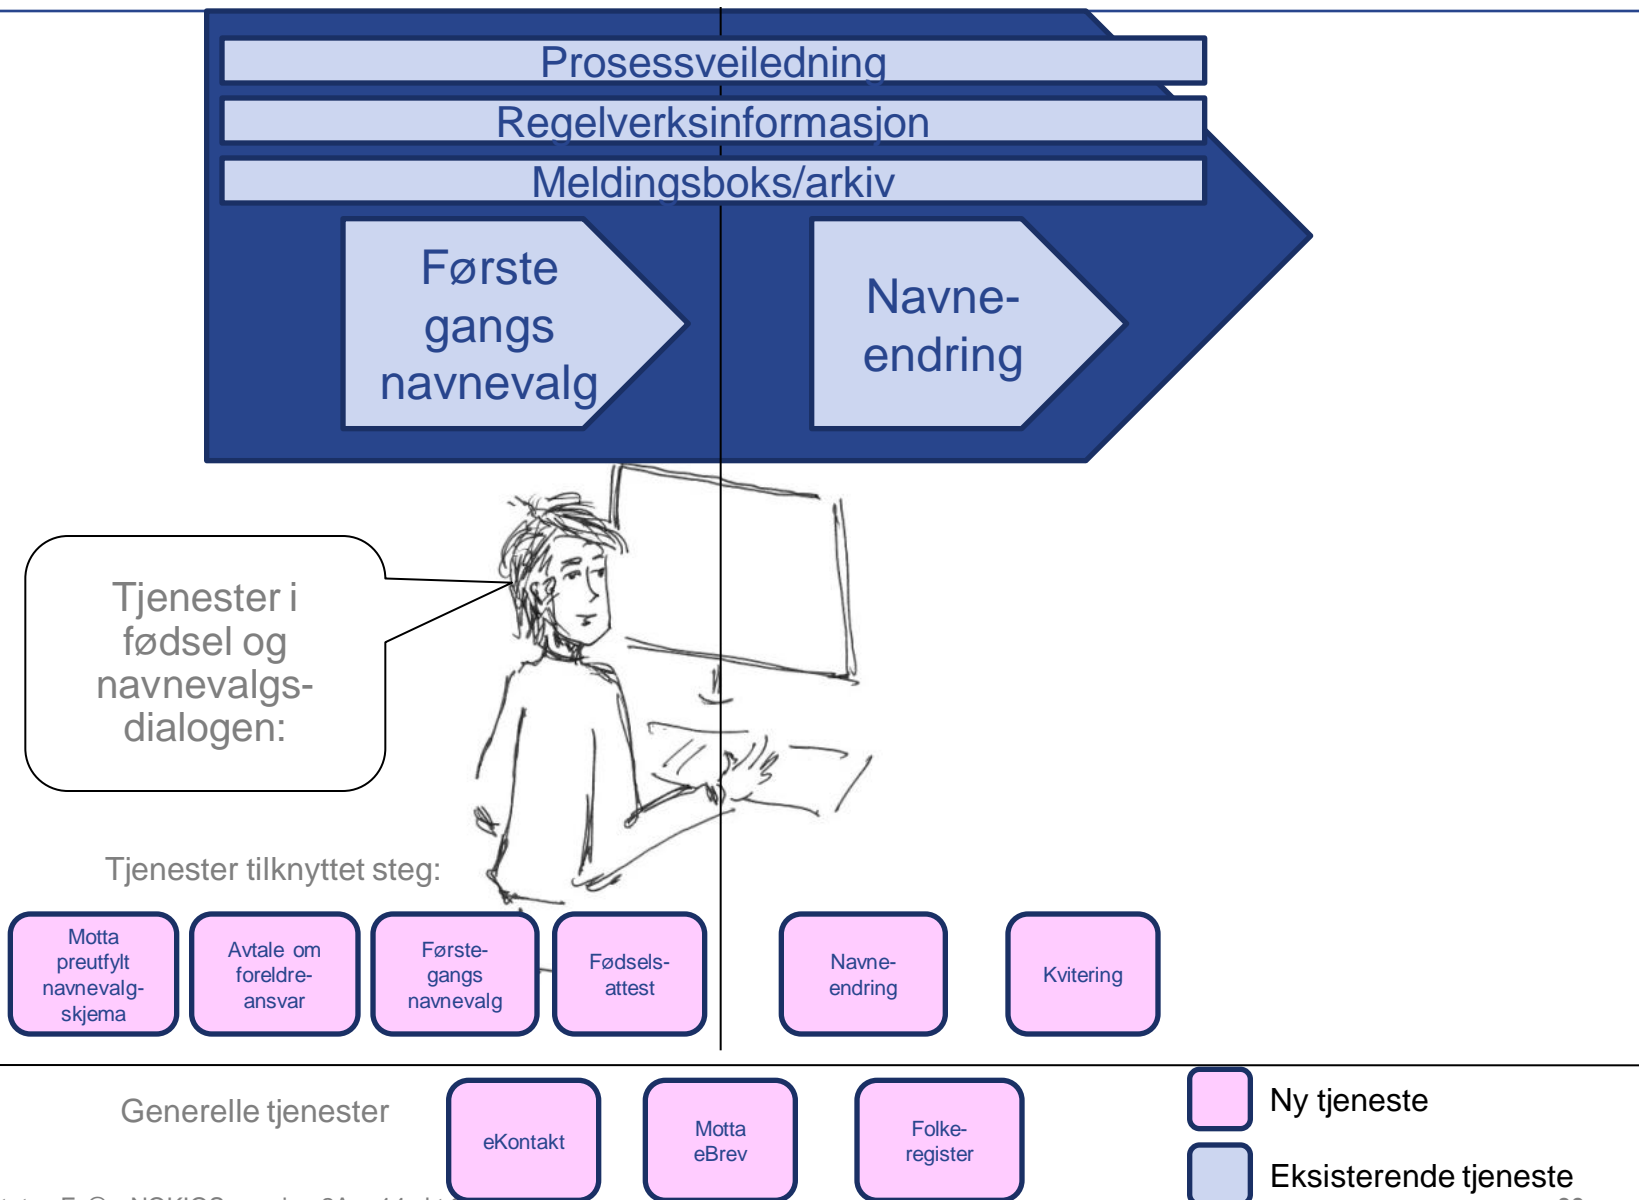 Prosessveiledning
Regelverksinformasjon
Meldingsboks/arkiv
Første
gangs
navnevalg
Navne-
endring
Tjenester i
fødsel og
navnevalgs-
dialogen:
Tjenester tilknyttet steg:
Motta
preutfylt
navnevalg-
skjema
Avtale om
foreldre-
ansvar
Første-
gangs
navnevalg
Fødsels-
attest
Navne-
endring
Kvitering
Generelle tjenester
eKontakt
Motta
eBrev
Folke-
register
Ny tjeneste
Eksisterende tjeneste